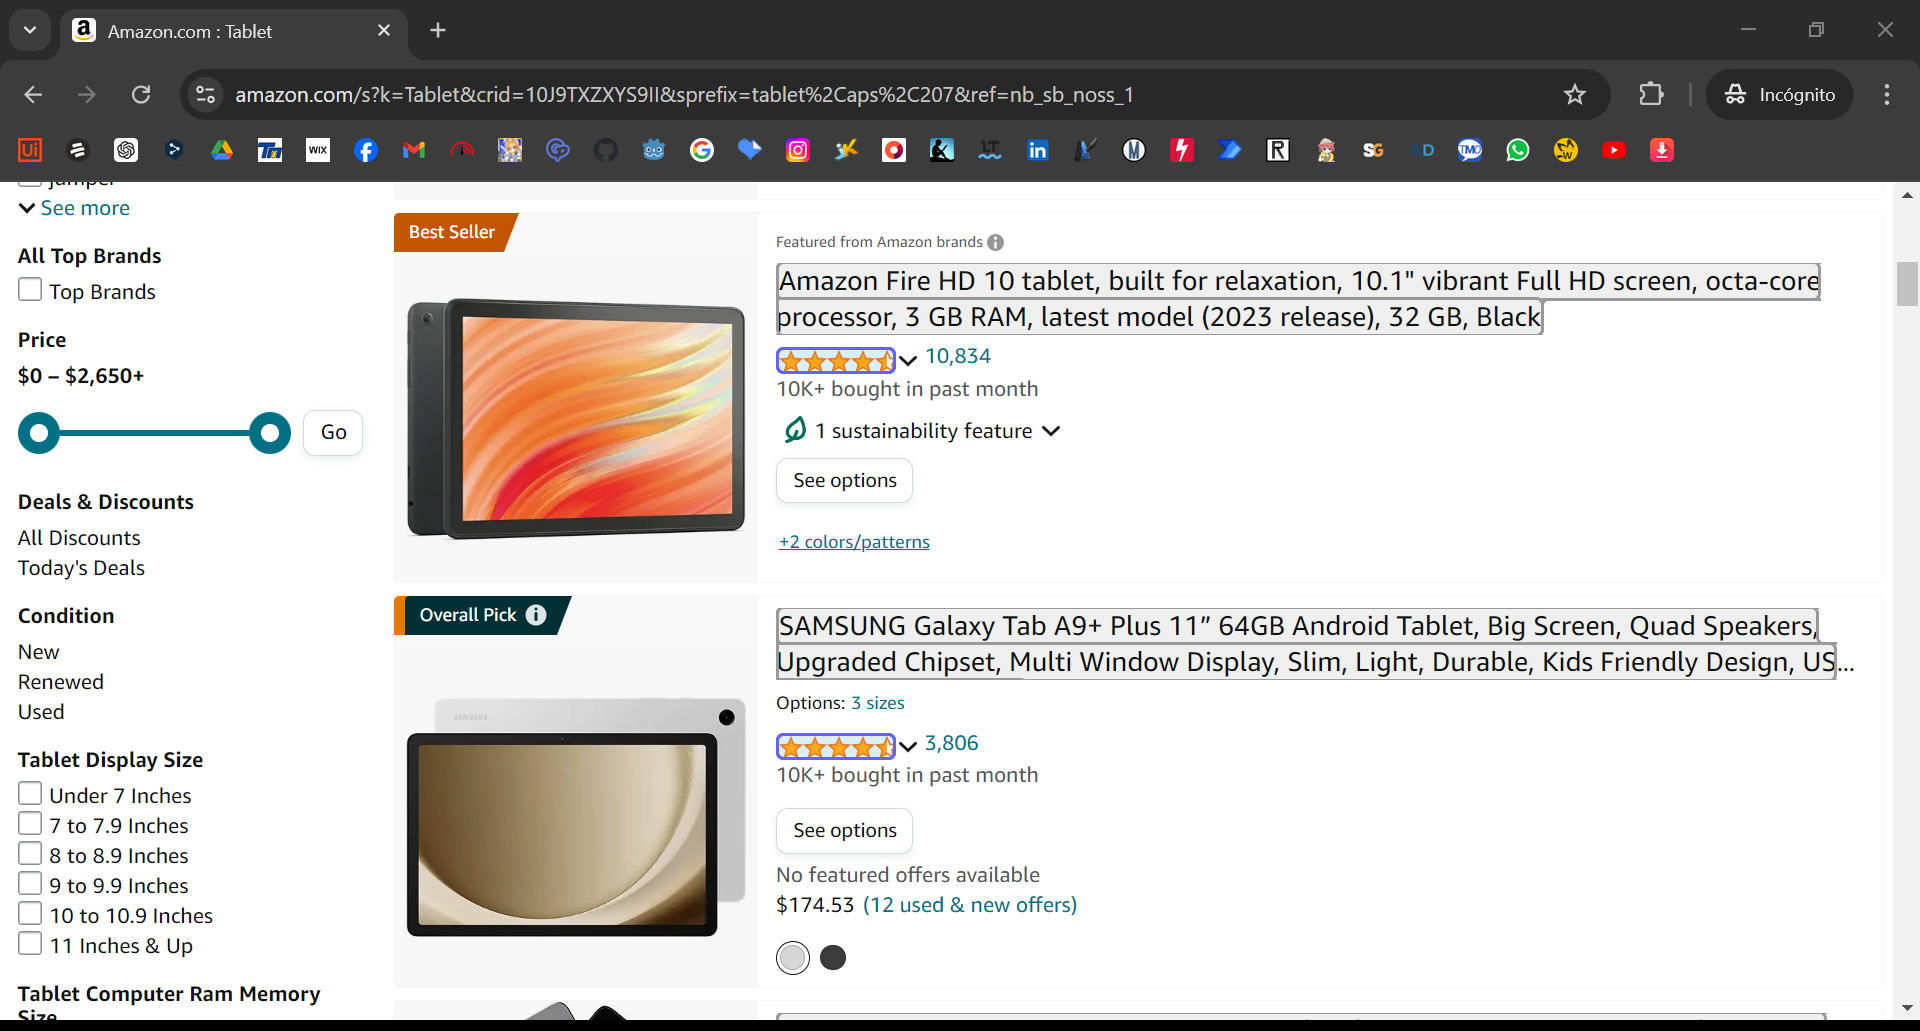 Amazon.com : Tablet
amazon.com/s?k=Tablet&crid=10J9TXZXYS9II&sprefix=tablet%2Caps%2C207&ref=nb_sb_noss_1
Incógnito
Ui
Tm
WiX
in
M
R
SG
AD
TMO
See more
All Top Brands
Top Brands
Price
$0 – $2,650+
Go
Deals & Discounts
All Discounts
Today's Deals
Condition
New
Renewed
Used
Tablet Display Size
Under 7 Inches
7 to 7.9 Inches
8 to 8.9 Inches
9 to 9.9 Inches
10 to 10.9 Inches
11 Inches & Up
Tablet Computer Ram Memory
Size
Best Seller
Featured from Amazon brands
Amazon Fire HD 10 tablet, built for relaxation, 10.1" vibrant Full HD screen, octa-core
processor, 3 GB RAM, latest model (2023 release), 32 GB, Black
10,834
10K+ bought in past month
1 sustainability feature
See options
+2 colors/patterns
Overall Pick
SAMSUNG
SAMSUNG Galaxy Tab A9+ Plus 11” 64GB Android Tablet, Big Screen, Quad Speakers,
Upgraded Chipset, Multi Window Display, Slim, Light, Durable, Kids Friendly Design, US...
Options: 3 sizes
3,806
10K+ bought in past month
See options
No featured offers available
$174.53 (12 used & new offers)